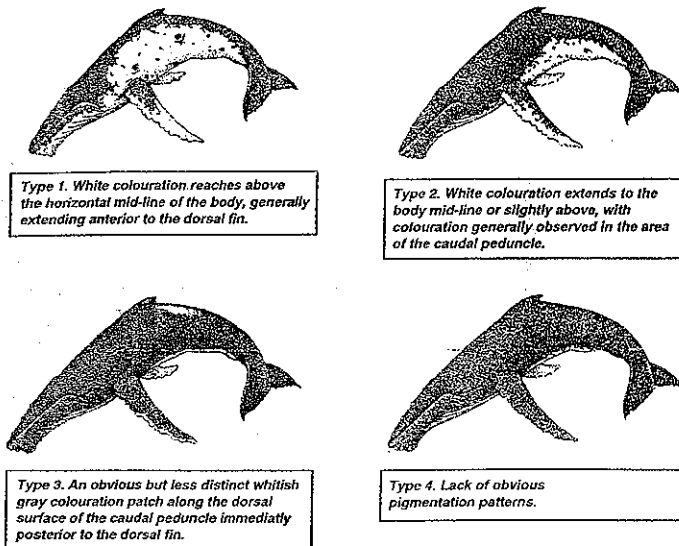 Type 1. White colouration reaches above
the horizontal mid-line of the body, generally
extending anterior to the dorsal fin.
Type 2. White colouration extends to the
body mid-line or slightly above, with
colouration generally observed in the area
of the caudal peduncle.
Type 3. An obvious but less distinct whitish
gray colouration patch along the dorsal
surface of the caudal peduncle immediatly
posterior to the dorsal fin.
Type 4. Lack of obvious
pigmentation patterns.